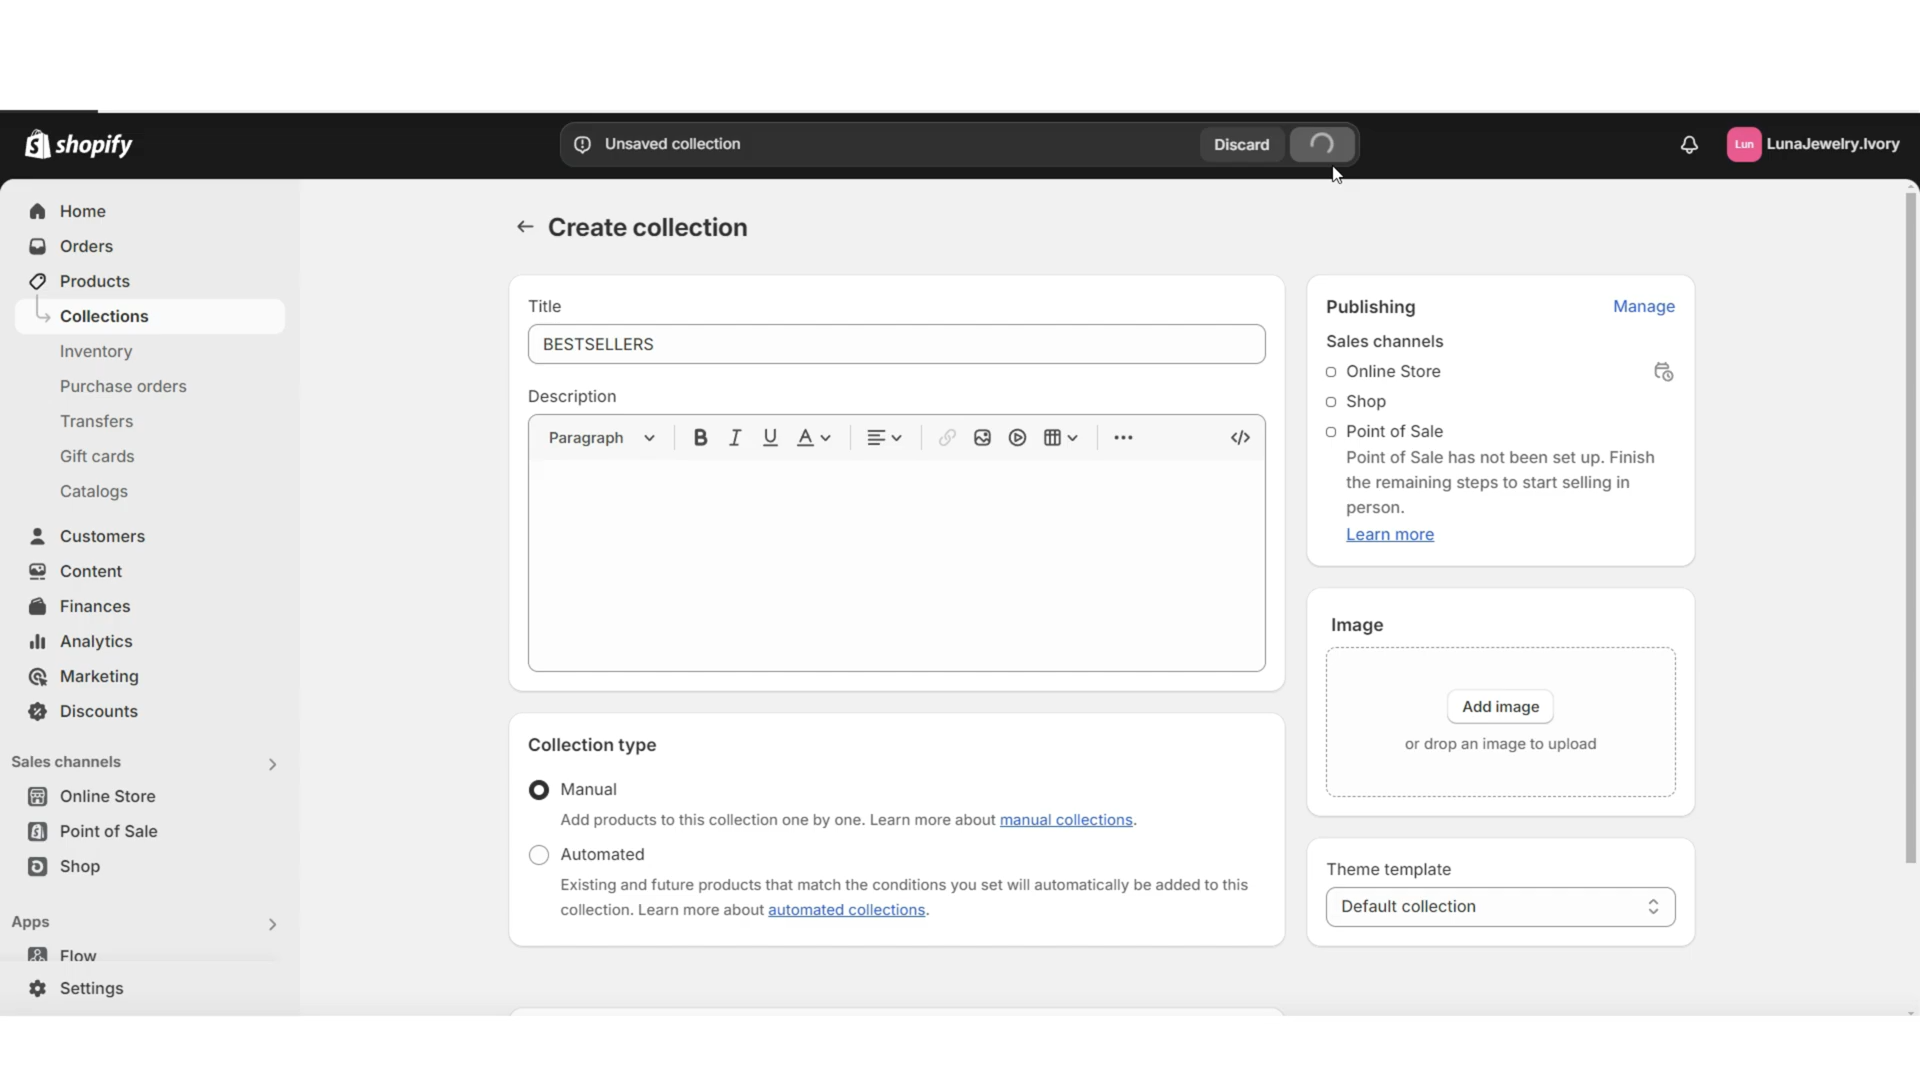 shopify
Unsaved collection
Discard
Lun
LunaJewelry.Ivory
Home
Orders
Products
Collections
Inventory
Purchase orders
Transfers
Gift cards
Catalogs
Customers
Content
Finances
Analytics
Marketing
Discounts
Sales channels
Online Store
Point of Sale
Shop
Apps
Flow
Settings
Create collection
Title
BESTSELLERS
Description
Paragraph
Collection type
Manual
Add products to this collection one by one. Learn more about manual collections.
Automated
Existing and future products that match the conditions you set will automatically be added to this
collection. Learn more about automated collections.
Publishing
Manage
Sales channels
Online Store
Shop
Point of Sale
Point of Sale has not been set up. Finish
the remaining steps to start selling in
person.
Learn more
Image
Add image
or drop an image to upload
Theme template
Default collection